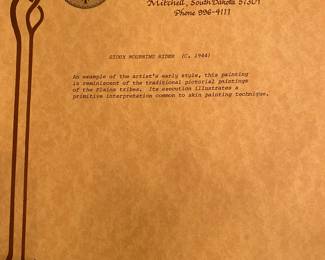 Mitchell, South Dakota 57301
Phone 996-4111
SIOUX MOURNING RIDER (C. 1944)
An example of the artist's early style, this painting
is reminiscent of the traditional pictorial paintings
of the Plains tribes. Its execution illustrates a
primitive interpretation common to skin painting technique.